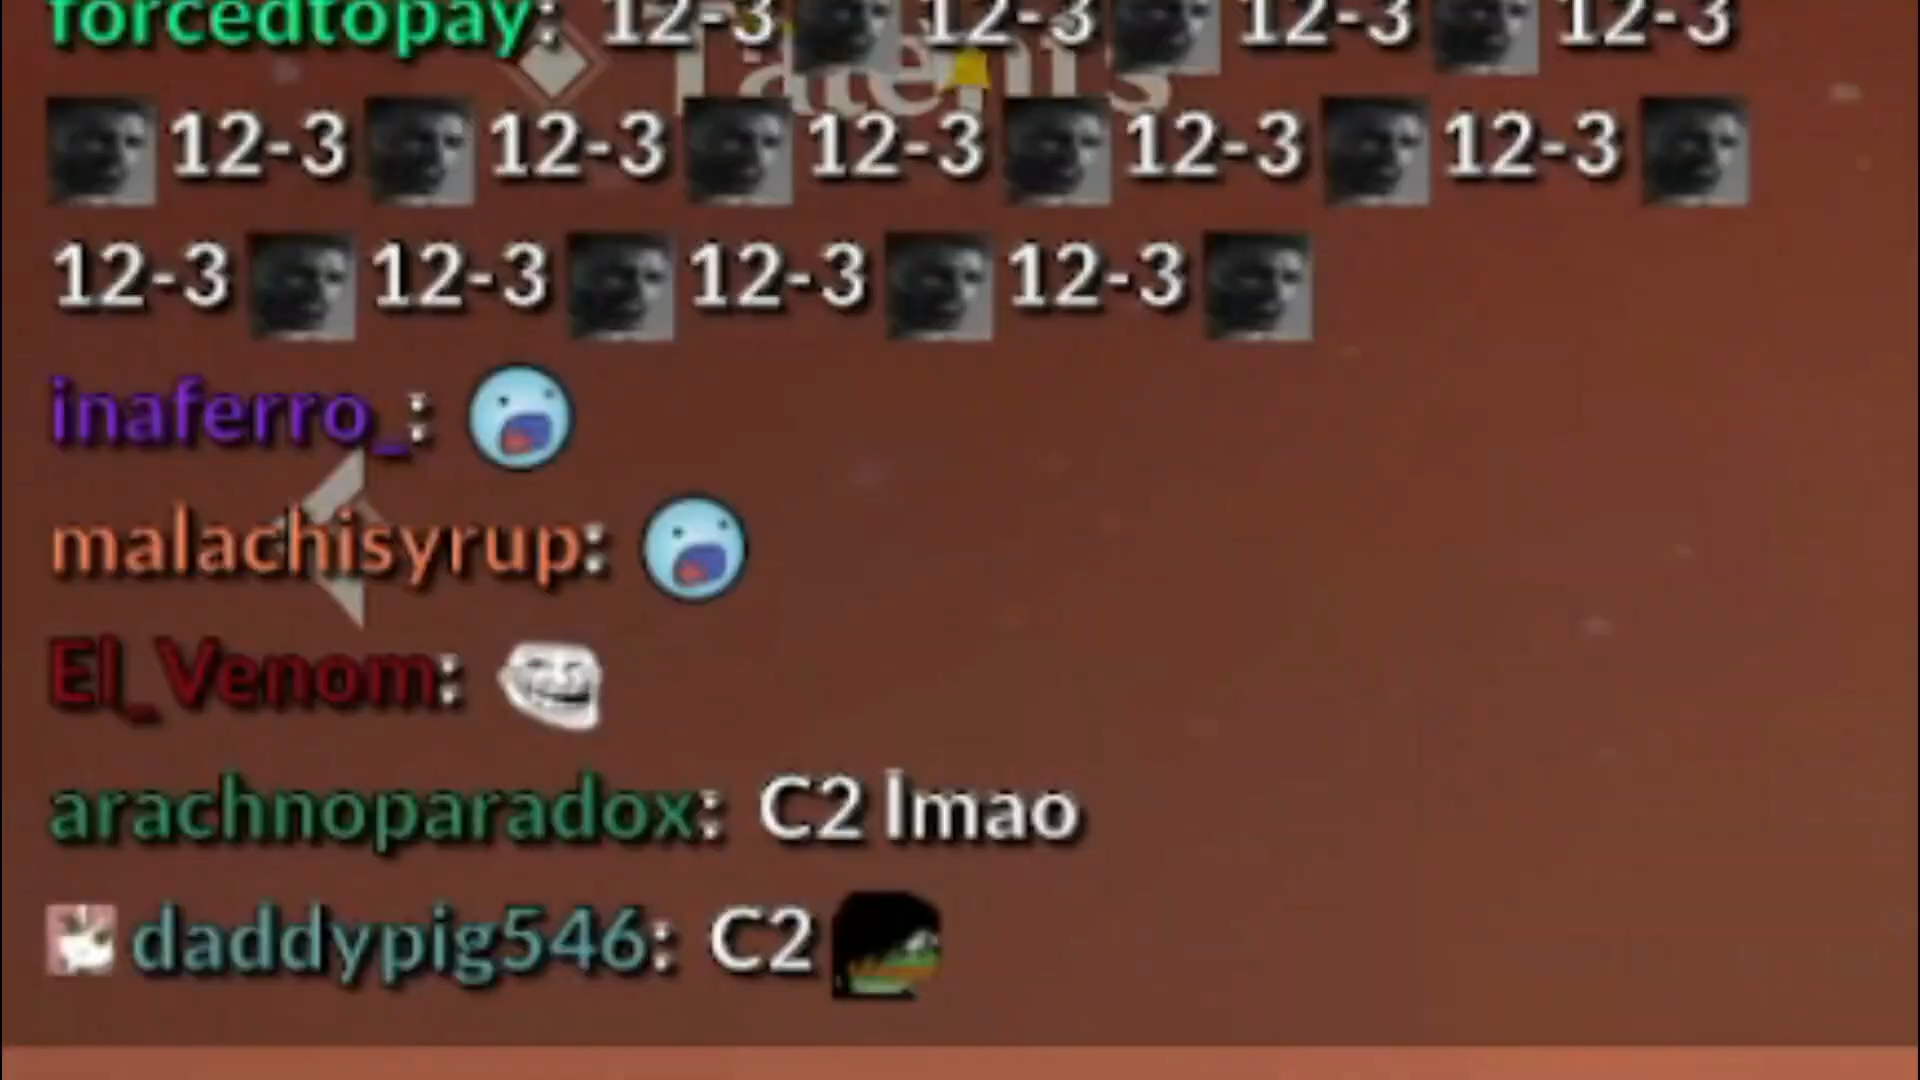 forcedtopay: 12-3 12-3 12-3 12-3
Talents
12-3 12-3 12-3 12-3 12-3
12-3 12-3 12-3 12-3
inaferro_:
malachisyrup:
El_Venom:
arachnoparadox: C2 lmao
daddypig546: C2